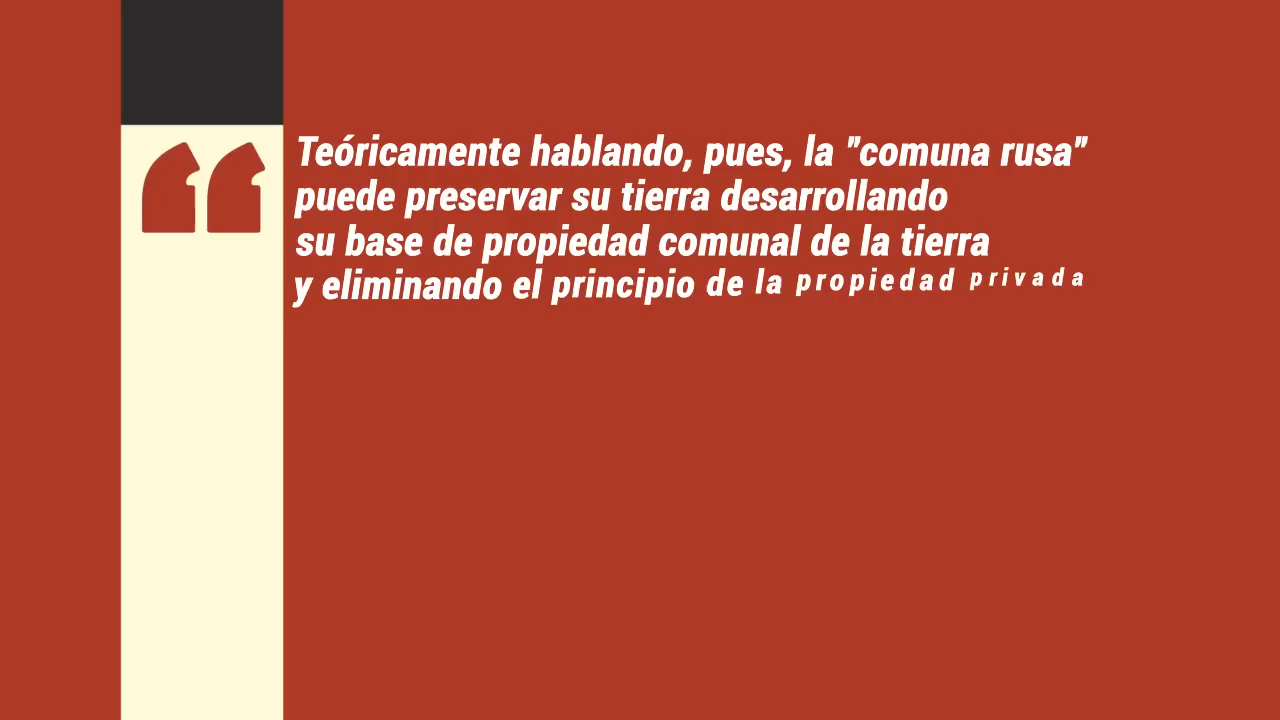 Teóricamente hablando, pues, la "comuna rusa"
puede preservar su tierra desarrollando
su base de propiedad comunal de la tierra
y eliminando el principio de la propiedad privada